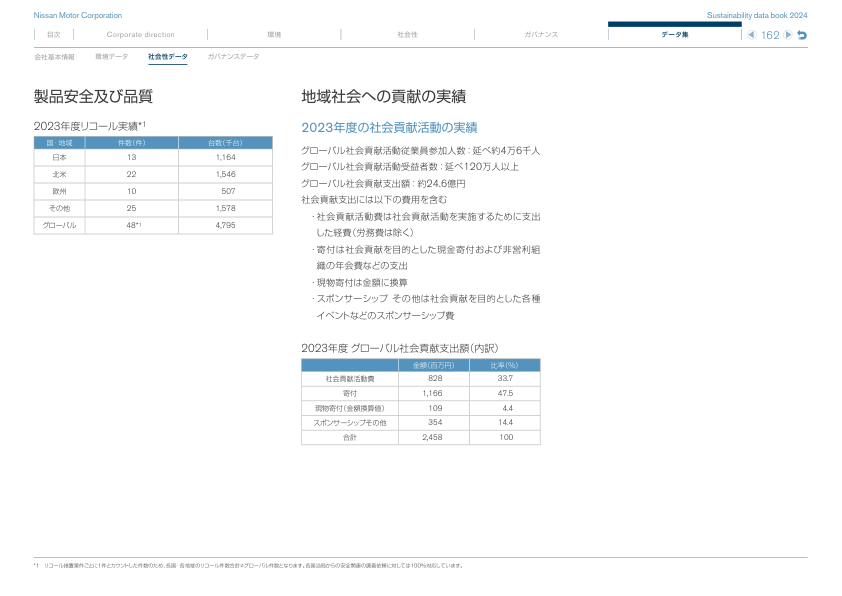 Nissan Motor Corporation
Sustainability data book 2024
目次
Corporate direction
環境
社会性
ガバナンス
データ集
162
会社基本情報
環境データ
社会性データ
ガバナンスデータ
製品安全及び品質
2023年度リコール実績*1
国・地域 件数(件) 台数(千台)
日本 13 1,164
北米 22 1,546
欧州 10 507
その他 25 1,578
グローバル 48*1 4,795
地域社会への貢献の実績
2023年度の社会貢献活動の実績
グローバル社会貢献活動従業員参加人数：延べ約4万6千人
グローバル社会貢献活動受益者数：延べ120万人以上
グローバル社会貢献支出額：約24.6億円
社会貢献支出には以下の費用を含む
・社会貢献活動費は社会貢献活動を実施するために支出
した経費（労務費は除く）
・寄付は社会貢献を目的とした現金寄付および非営利組
織の年会費などの支出
・現物寄付は金額に換算
・スポンサーシップ その他は社会貢献を目的とした各種
イベントなどのスポンサーシップ費
2023年度 グローバル社会貢献支出額（内訳）
金額（百万円） 比率（%）
社会貢献活動費 828 33.7
寄付 1,166 47.5
現物寄付（金額換算値） 109 4.4
スポンサーシップその他 354 14.4
合計 2,458 100
*1 リコール措置案件ごとに1件とカウントした件数のため、各国・各地域のリコール件数合計≠グローバル件数となります。各国当局からの安全関連の調査依頼に対しては100%対応しています。